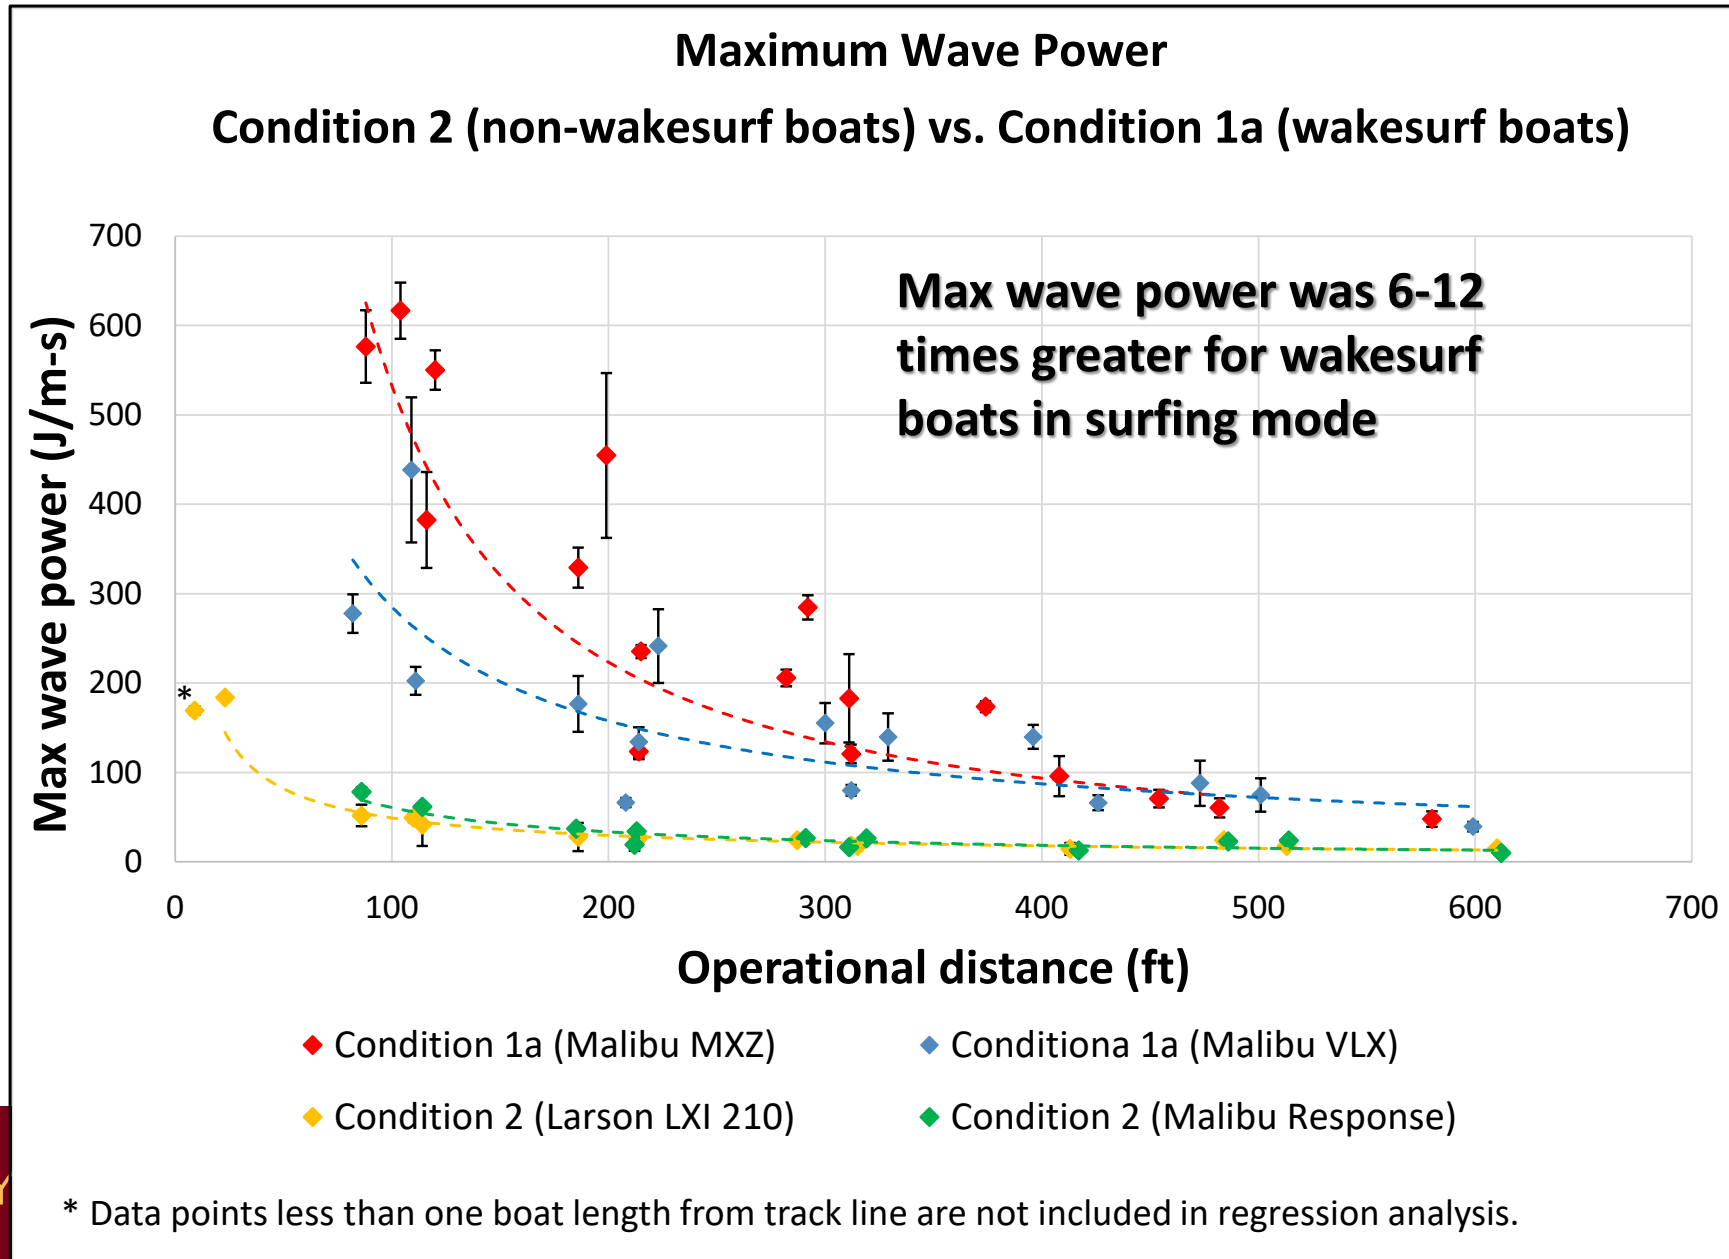 Maximum Wave Power
Condition 2 (non-wakesurf boats) vs. Condition 1a (wakesurf boats)
Max wave power was 6-12
times greater for wakesurf
boats in surfing mode
Max wave power (J/m-s)
700
600
500
400
300
200
100
0
*
0 100 200 300 400 500 600 700
Operational distance (ft)
Condition 1a (Malibu MXZ)
Conditiona 1a (Malibu VLX)
Condition 2 (Larson LXI 210)
Condition 2 (Malibu Response)
* Data points less than one boat length from track line are not included in regression analysis.